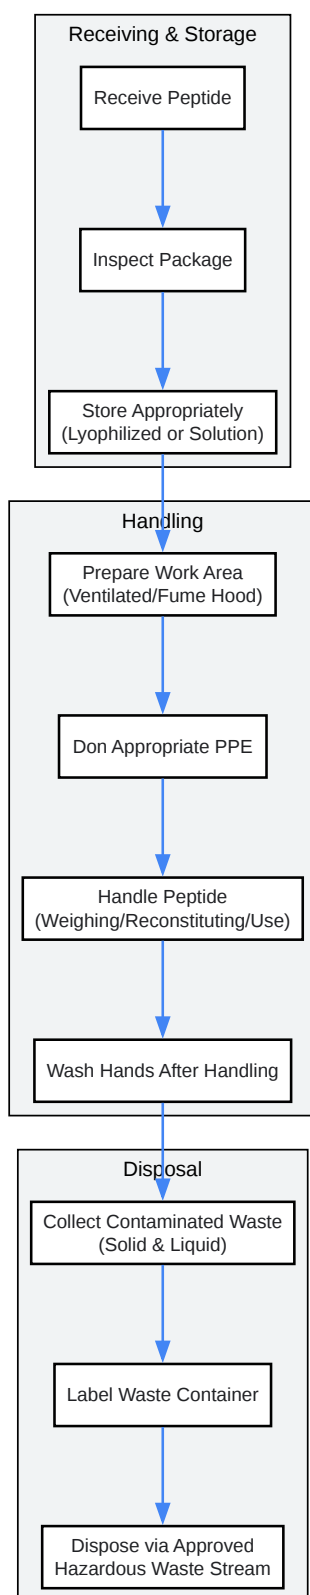 Receiving & Storage
Receive Peptide
Inspect Package
Store Appropriately
(Lyophilized or Solution)
Handling
Prepare Work Area
(Ventilated/Fume Hood)
Don Appropriate PPE
Handle Peptide
(Weighing/Reconstituting/Use)
Wash Hands After Handling
Disposal
Collect Contaminated Waste
(Solid & Liquid)
Label Waste Container
Dispose via Approved
Hazardous Waste Stream